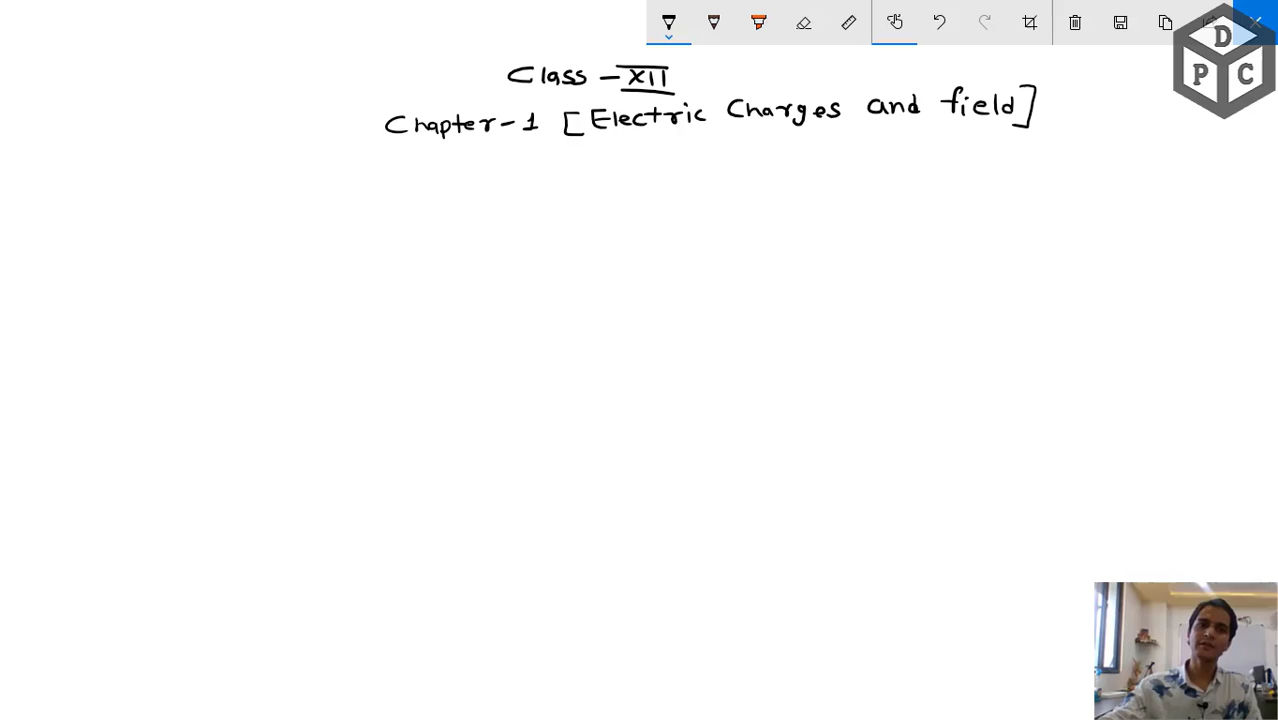 Class - XII
Chapter - 1 [Electric Charges and field]
D
P C